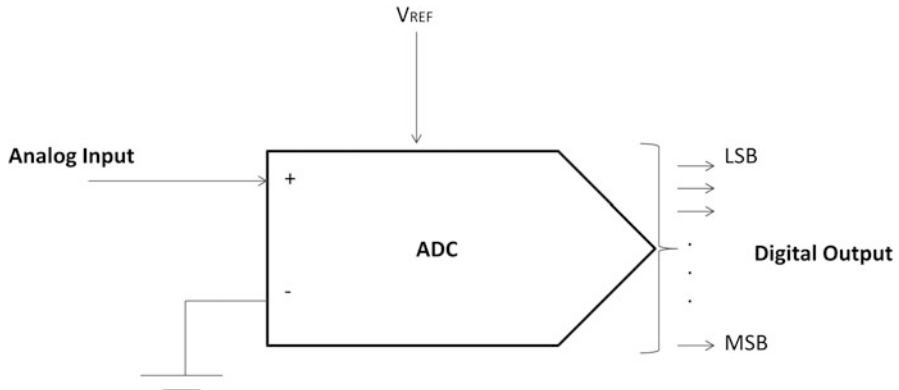 VREF
Analog Input
LSB
+
ADC
Digital Output
-
MSB